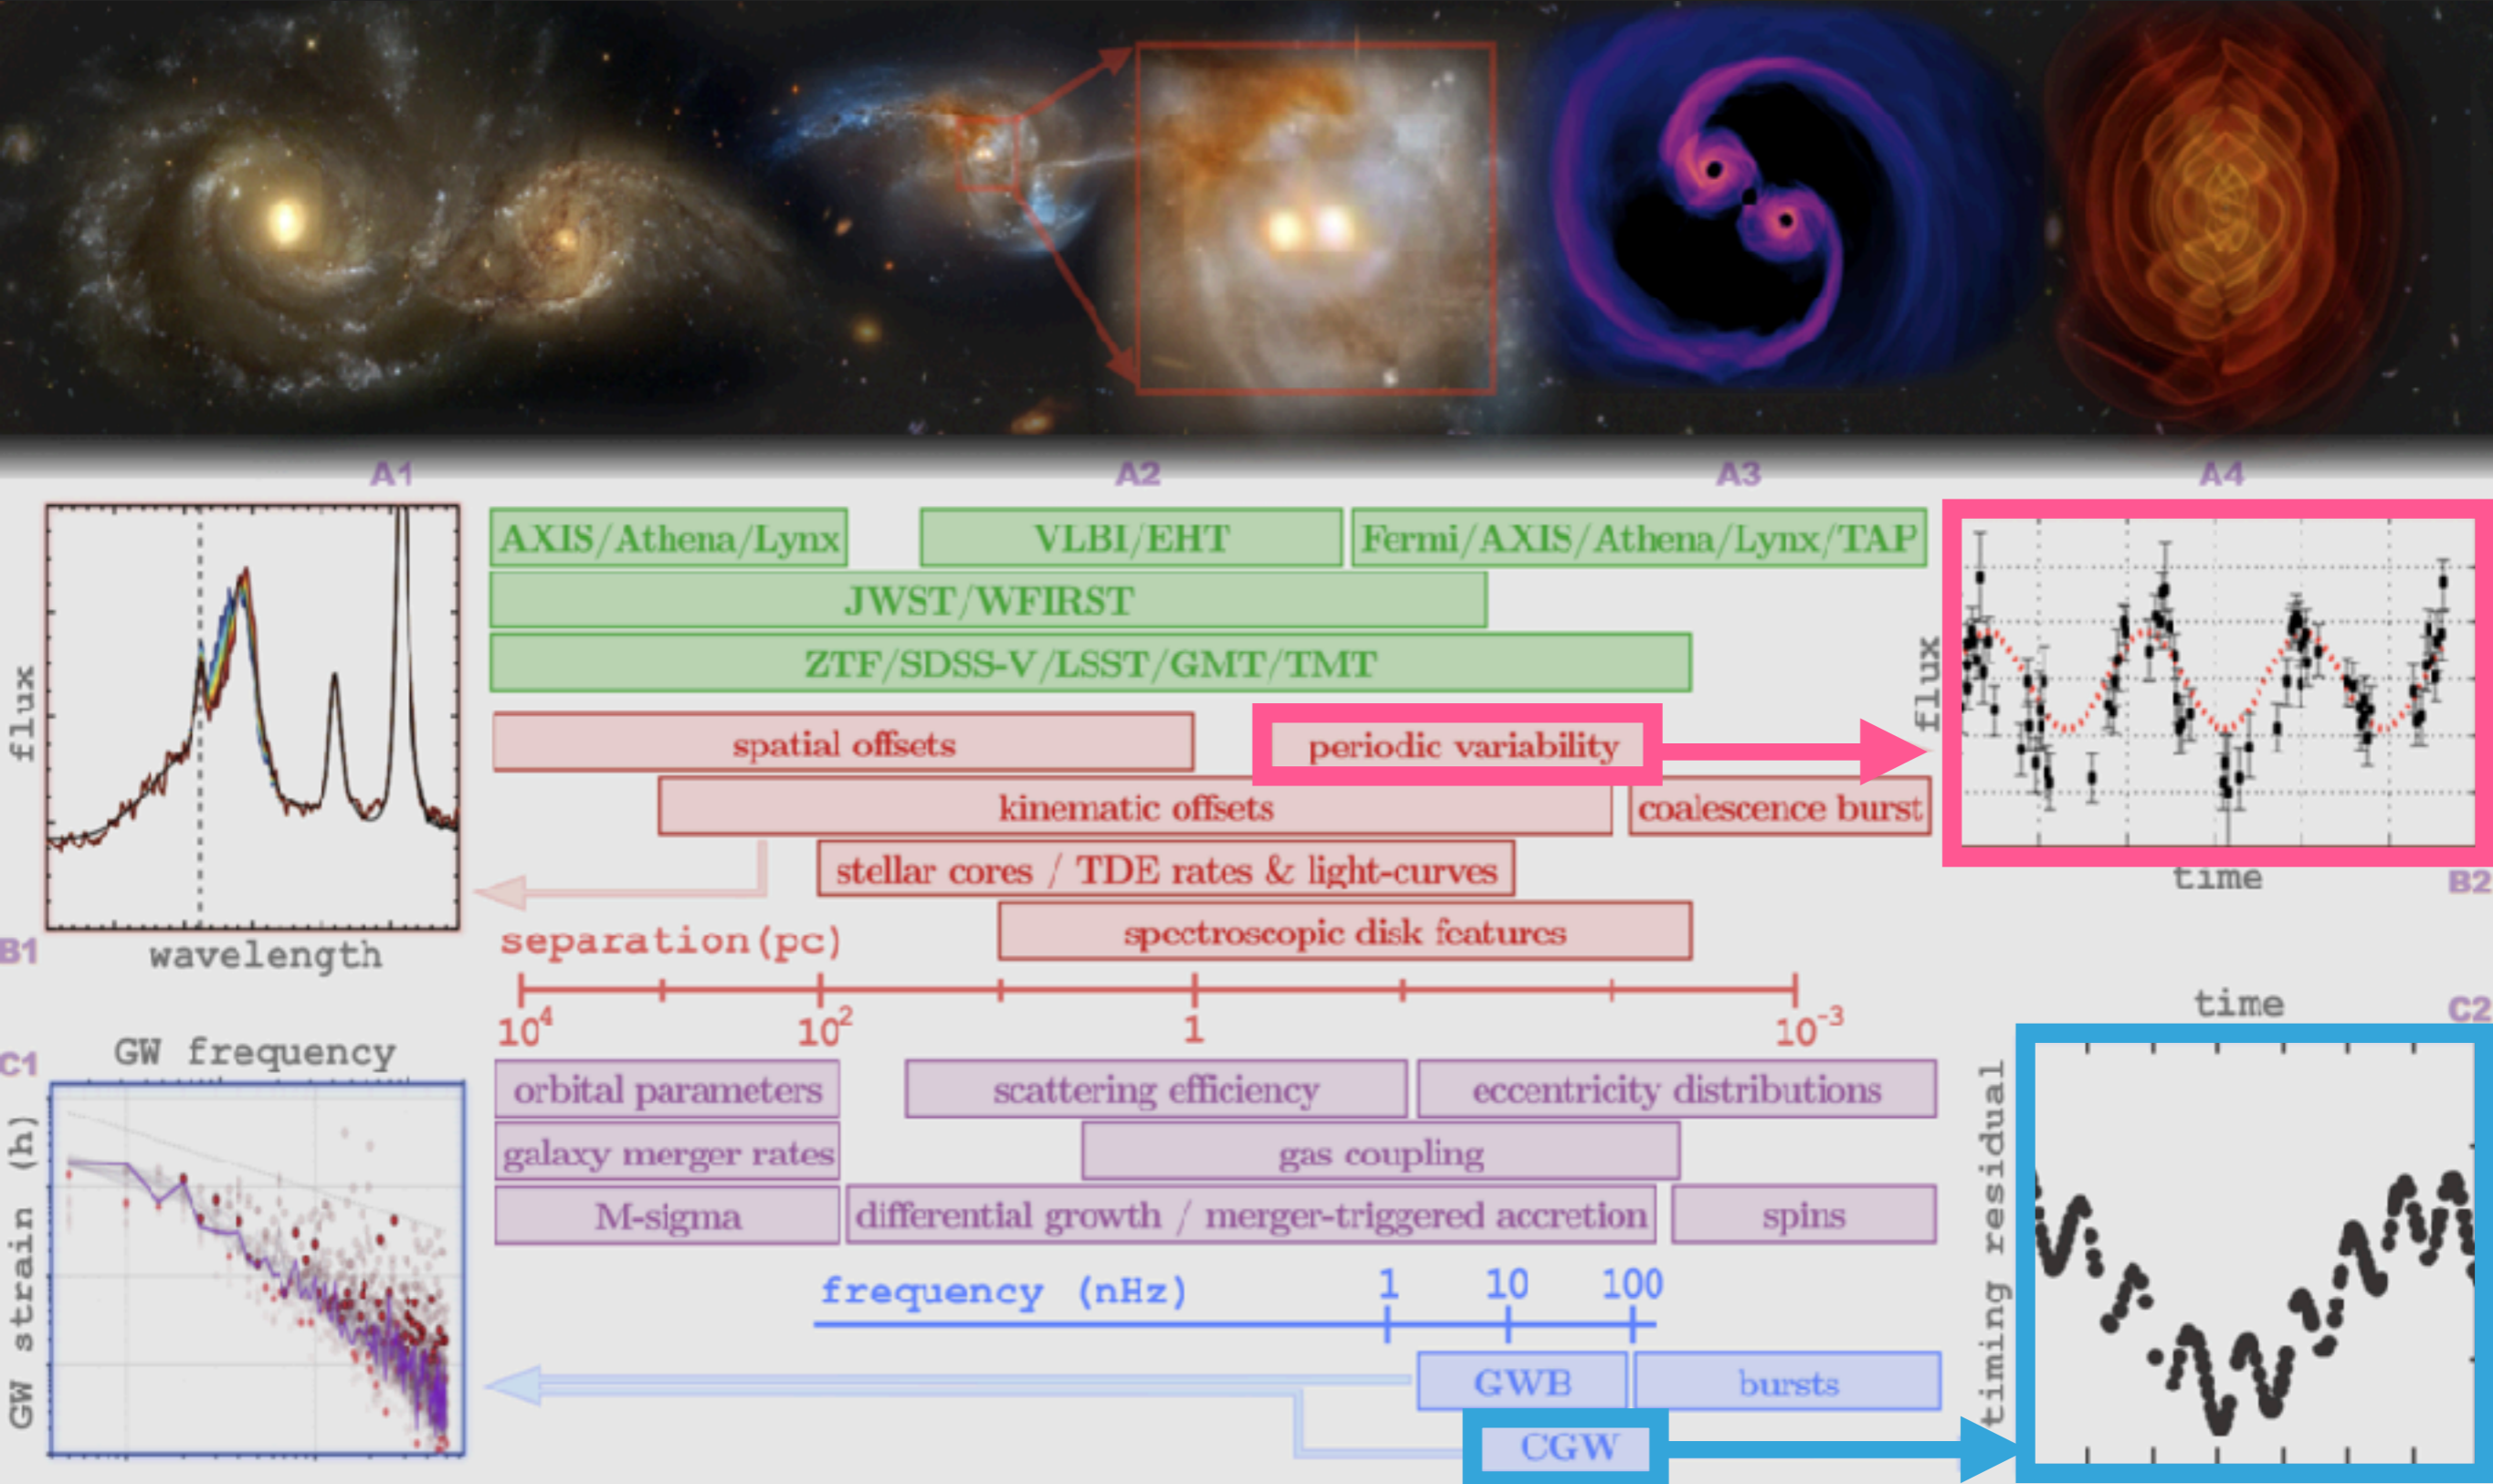 A1
A2
A3
A4
AXIS/Athena/Lynx
VLBI/EHT
Fermi/AXIS/Athena/Lynx/TAP
JWST/WFIRST
ZTF/SDSS-V/LSST/GMT/TMT
spatial offsets
periodic variability
kinematic offsets
coalescence burst
stellar cores / TDE rates & light-curves
spectroscopic disk features
flux
wavelength
B1
flux
time
B2
separation(pc)
10^4
10^2
1
10^-3
orbital parameters
scattering efficiency
eccentricity distributions
galaxy merger rates
gas coupling
M-sigma
differential growth / merger-triggered accretion
spins
frequency (nHz)
1
10
100
GWB
bursts
CGW
C1
GW frequency
GW strain (h)
time
C2
timing residual